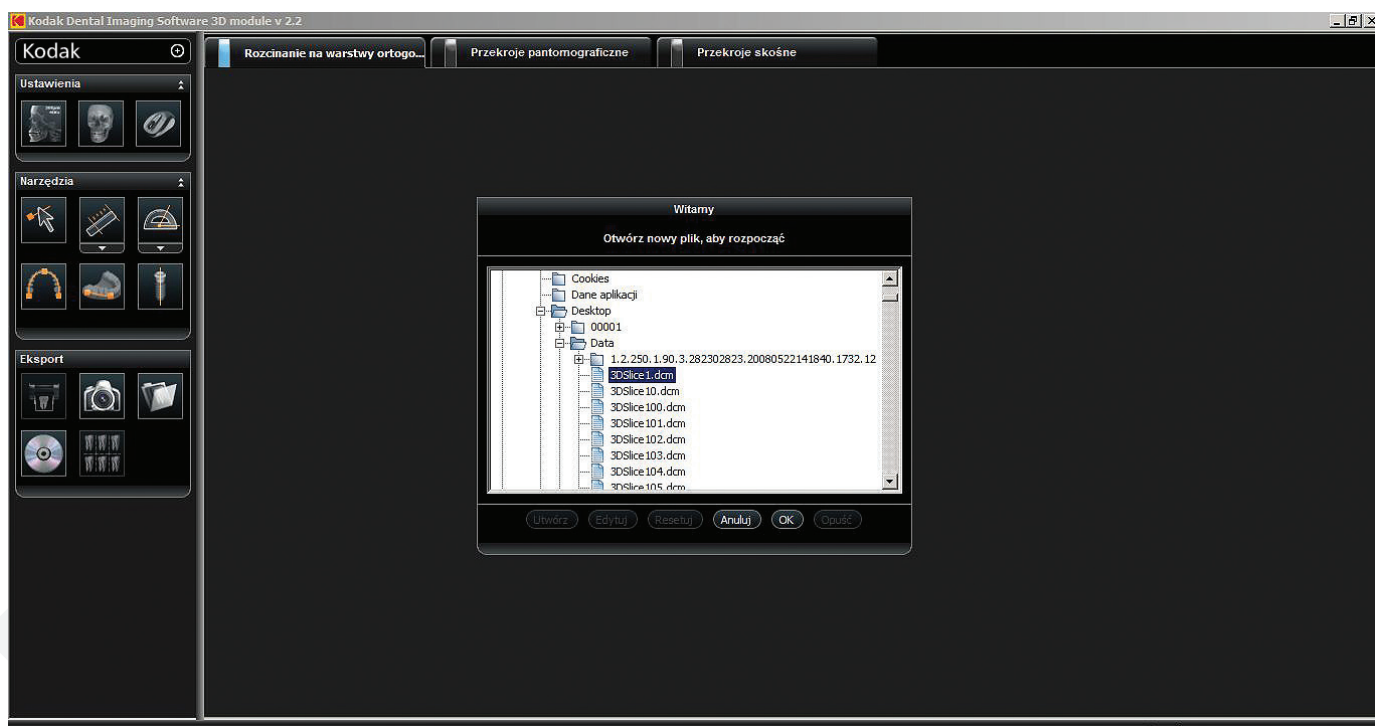 Kodak Dental Imaging Software 3D module v 2.2
Kodak
Rozcinanie na warstwy ortogo...
Przekroje pantomograficzne
Przekroje skośne
Ustawienia
Narzędzia
Eksport
Witamy
Otwórz nowy plik, aby rozpocząć
Cookies
Dane aplikacji
Desktop
00001
Data
1.2.250.1.90.3.282302823.20080522141840.1732.12
3DSlice1.dcm
3DSlice10.dcm
3DSlice100.dcm
3DSlice101.dcm
3DSlice102.dcm
3DSlice103.dcm
3DSlice104.dcm
3DSlice105.dcm
Utwórz Edytuj Resetuj Anuluj OK Opuść